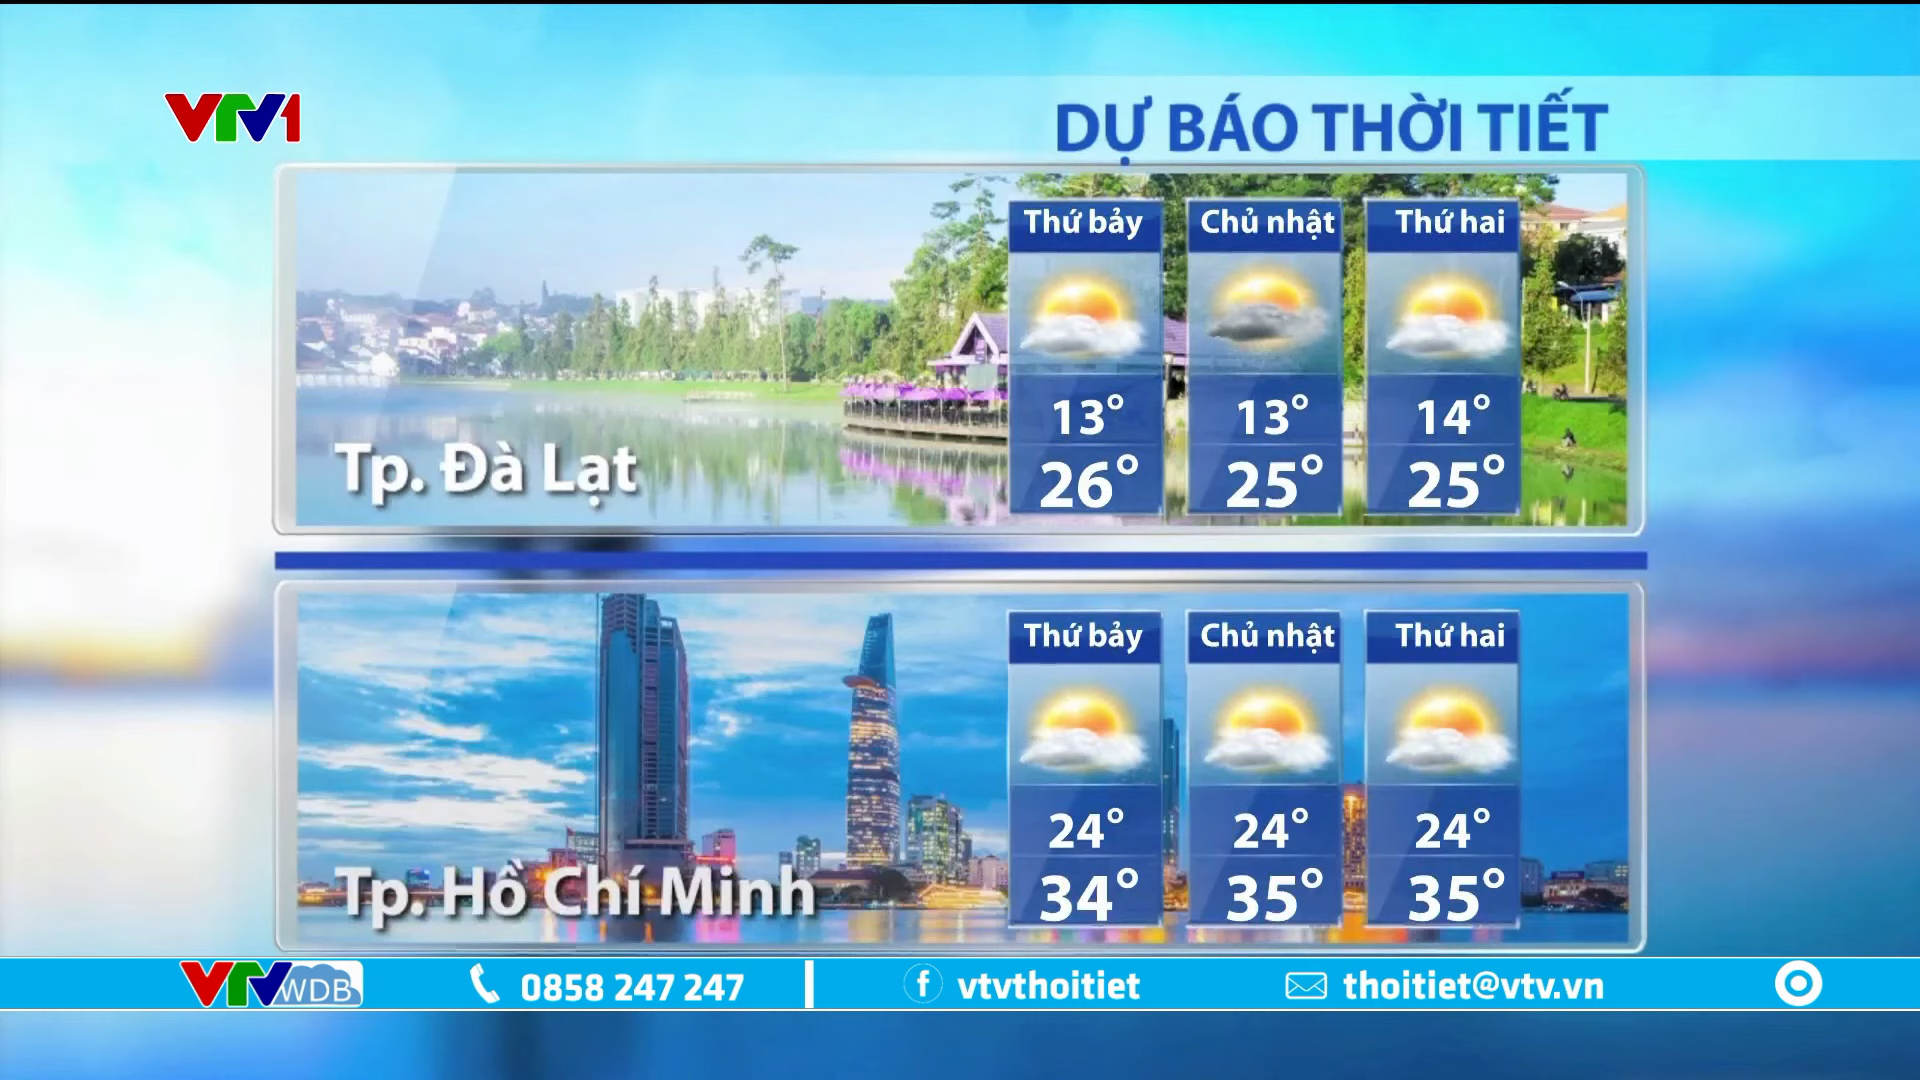 VTV1
DỰ BÁO THỜI TIẾT
Thứ bảy Chủ nhật Thứ hai
13° 13° 14°
26° 25° 25°
Tp. Đà Lạt
Thứ bảy Chủ nhật Thứ hai
24° 24° 24°
34° 35° 35°
Tp. Hồ Chí Minh
VTV WDB 0858 247 247 vtvthoitiet thoitiet@vtv.vn